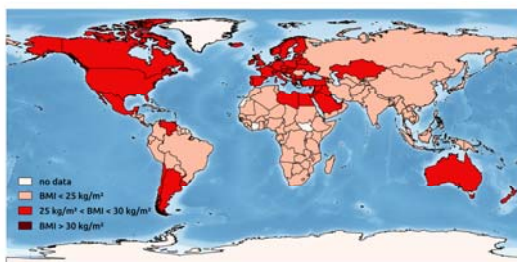 no data
BMI < 25 kg/m²
25 kg/m² < BMI < 30 kg/m²
BMI > 30 kg/m²